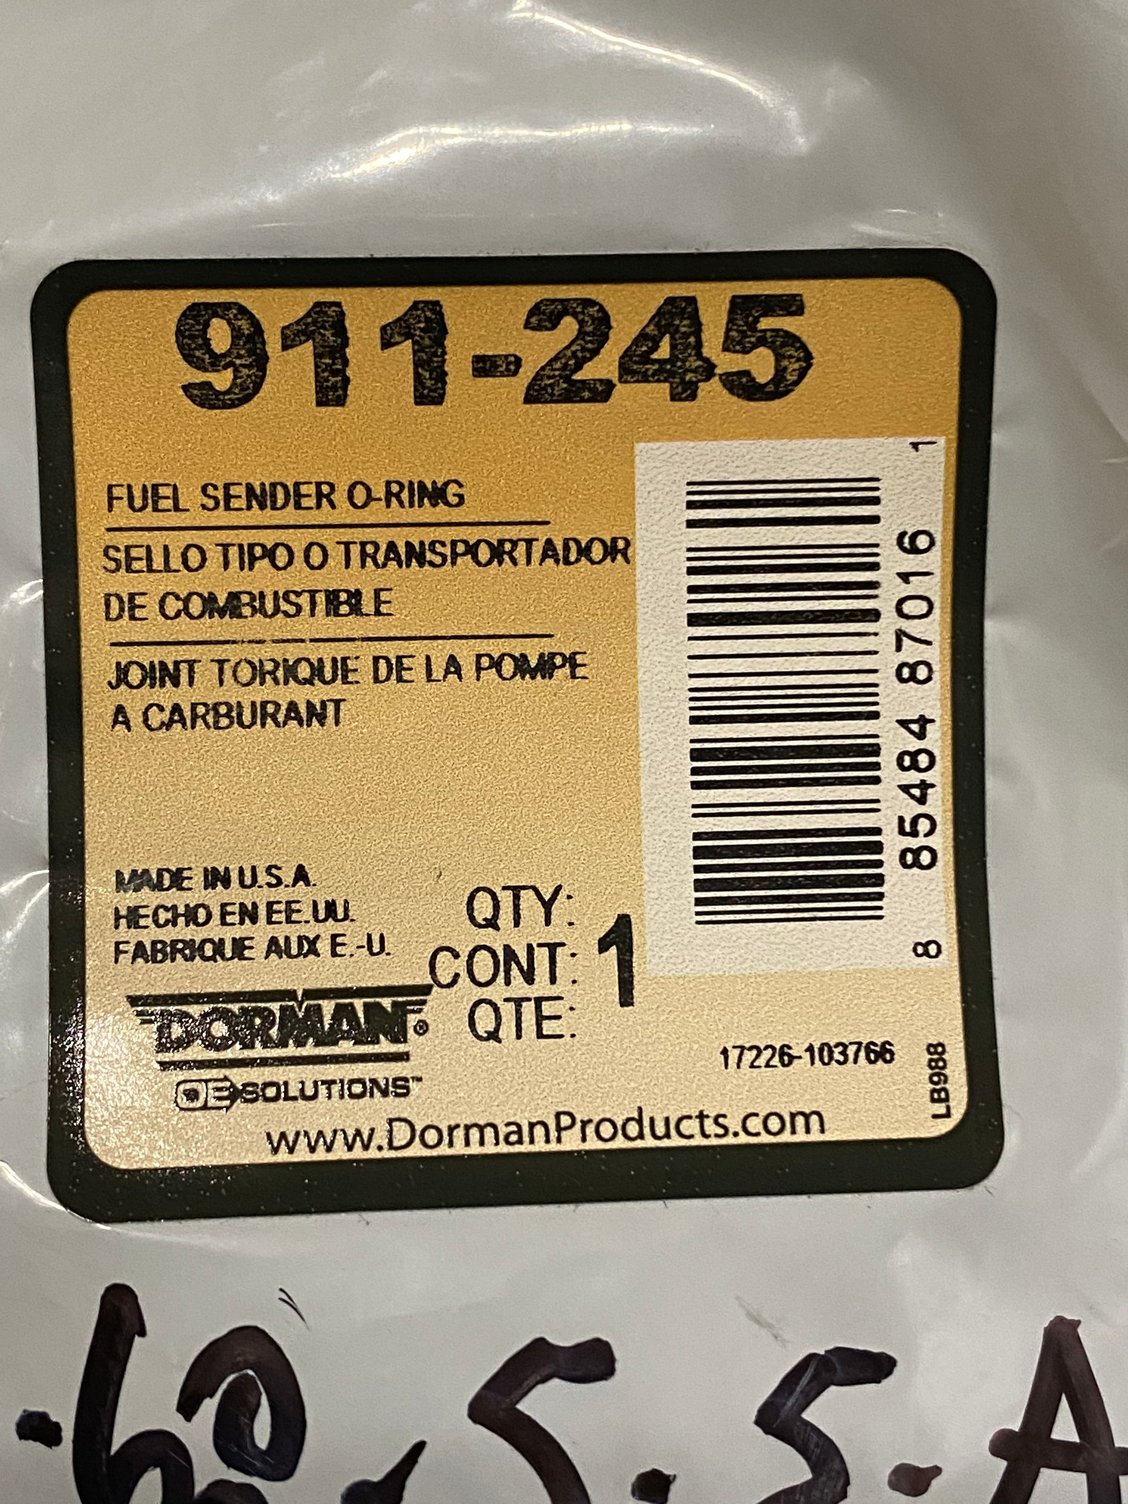 911-245
FUEL SENDER O-RING
SELLO TIPO O TRANSPORTADOR
DE COMBUSTIBLE
JOINT TORIQUE DE LA POMPE
A CARBURANT
8 85484 87016 1
MADE IN U.S.A.
HECHO EN EE.UU.
FABRIQUE AUX E.-U.
QTY:
CONT: 1
QTE:
DORMAN®
OE SOLUTIONS™
17226-103766
LB988
www.DormanProducts.com